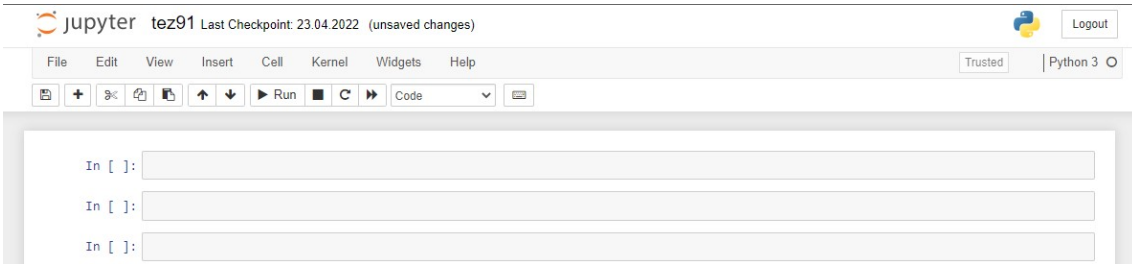 jupyter tez91 Last Checkpoint: 23.04.2022 (unsaved changes) Logout
File Edit View Insert Cell Kernel Widgets Help Trusted Python 3
Run Code
In [ ]:
In [ ]:
In [ ]: